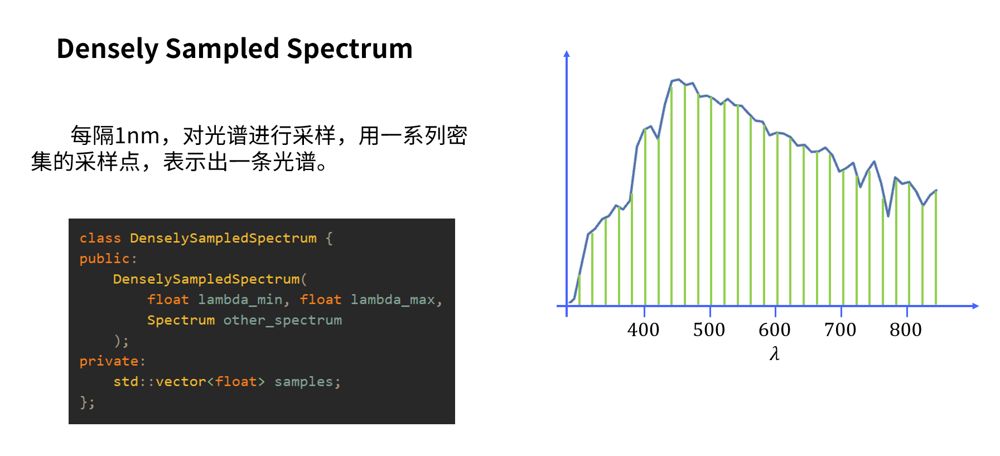 Densely Sampled Spectrum
每隔1nm，对光谱进行采样，用一系列密
集的采样点，表示出一条光谱。
class DenselySampledSpectrum {
public:
    DenselySampledSpectrum(
        float lambda_min, float lambda_max,
        Spectrum other_spectrum
    );
private:
    std::vector<float> samples;
};
400 500 600 700 800
λ